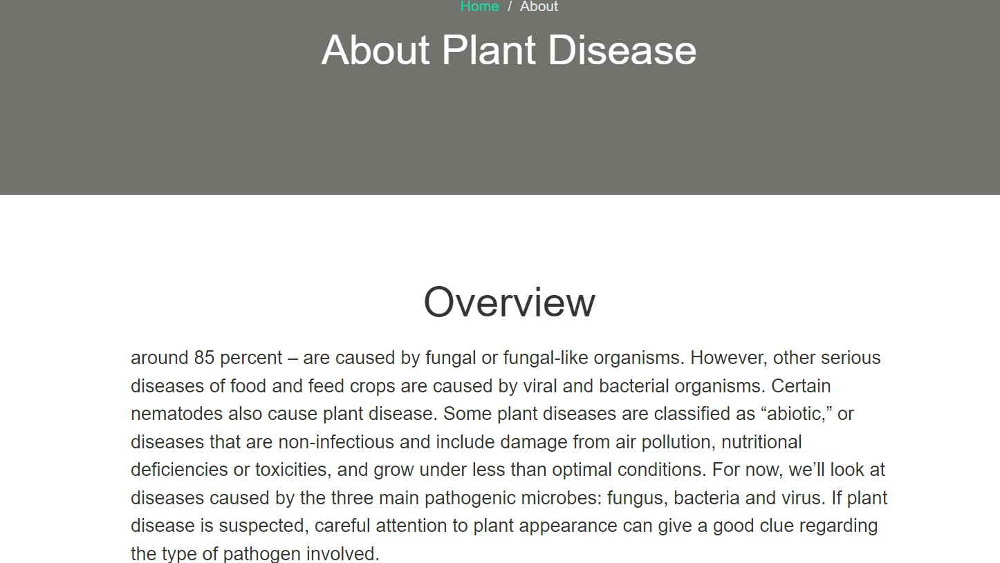 Home / About
About Plant Disease
Overview
around 85 percent – are caused by fungal or fungal-like organisms. However, other serious
diseases of food and feed crops are caused by viral and bacterial organisms. Certain
nematodes also cause plant disease. Some plant diseases are classified as “abiotic,” or
diseases that are non-infectious and include damage from air pollution, nutritional
deficiencies or toxicities, and grow under less than optimal conditions. For now, we’ll look at
diseases caused by the three main pathogenic microbes: fungus, bacteria and virus. If plant
disease is suspected, careful attention to plant appearance can give a good clue regarding
the type of pathogen involved.